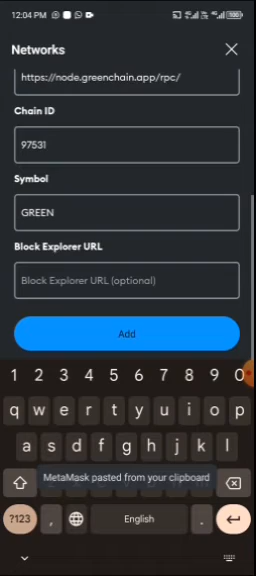 12:04 PM
100
Networks
https://node.greenchain.app/rpc/
Chain ID
97531
Symbol
GREEN
Block Explorer URL
Block Explorer URL (optional)
Add
1 2 3 4 5 6 7 8 9 0
q w e r t y u i o p
a s d f g h j k l
MetaMask pasted from your clipboard
?123 , English .